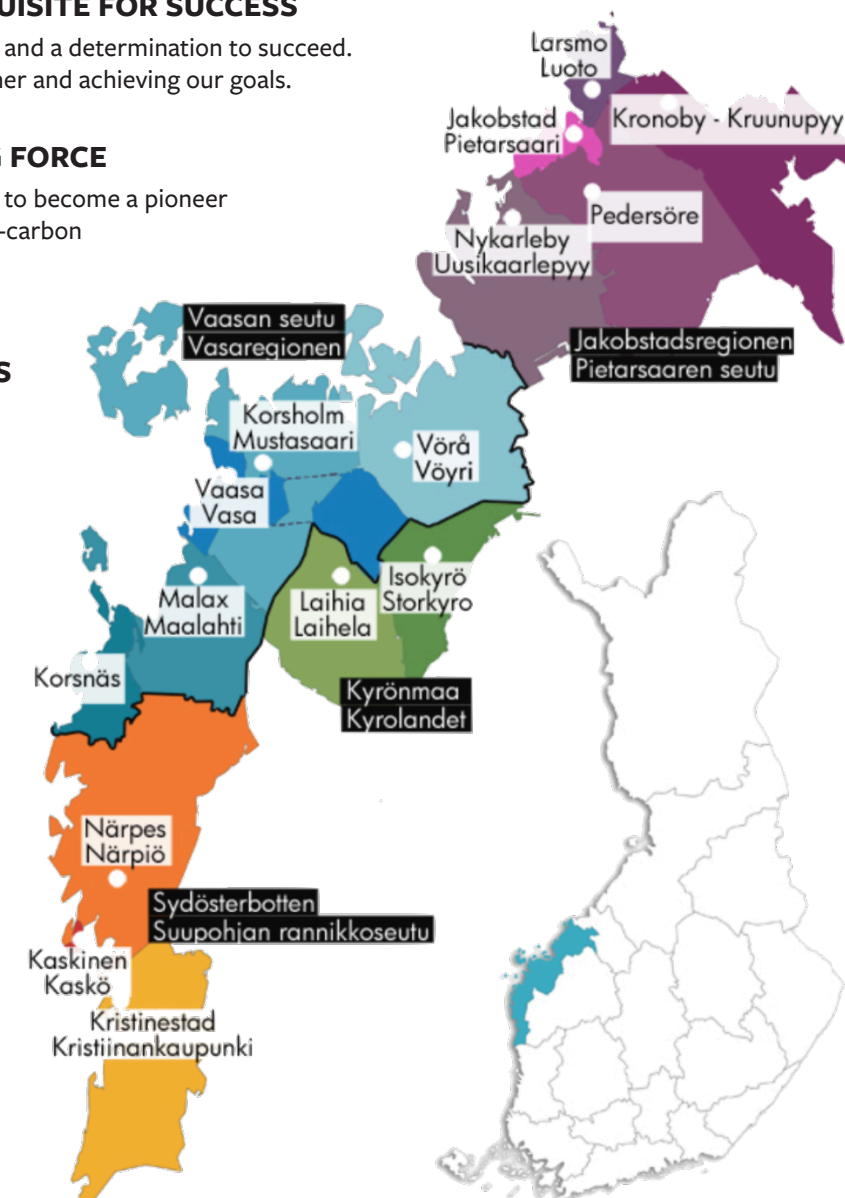 UISITE FOR SUCCESS
and a determination to succeed.
ner and achieving our goals.
FORCE
to become a pioneer
-carbon
S
Larsmo
Luoto
Jakobstad
Pietarsaari
Kronoby - Kruunupyy
Pedersöre
Nykarleby
Uusikaarlepyy
Jakobstadsregionen
Pietarsaaren seutu
Vaasan seutu
Vasaregionen
Korsholm
Mustasaari
Vörå
Vöyri
Vaasa
Vasa
Malax
Maalahti
Laihia
Laihela
Isokyrö
Storkyro
Korsnäs
Kyrönmaa
Kyrolandet
Närpes
Närpiö
Sydösterbotten
Suupohjan rannikkoseutu
Kaskinen
Kaskö
Kristinestad
Kristiinankaupunki